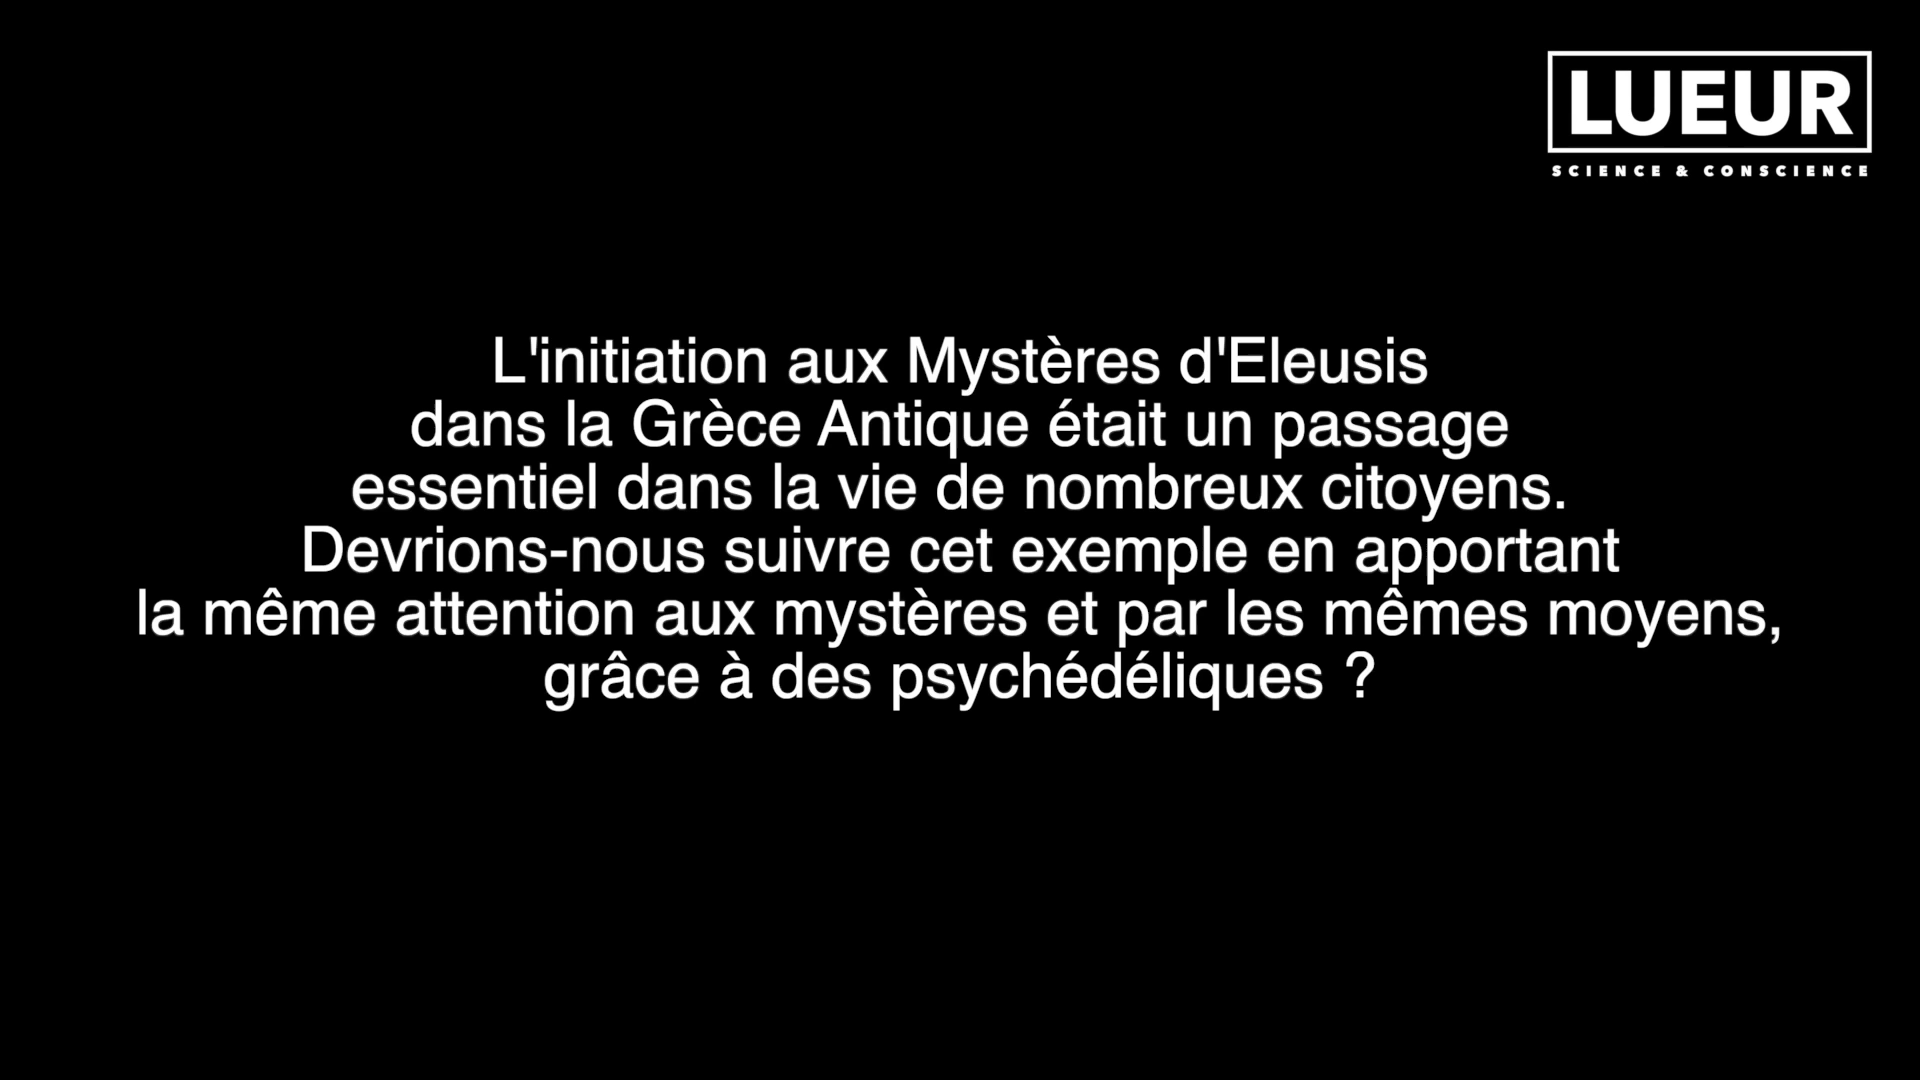 LUEUR
SCIENCE & CONSCIENCE
L'initiation aux Mystères d'Eleusis
dans la Grèce Antique était un passage
essentiel dans la vie de nombreux citoyens.
Devrions-nous suivre cet exemple en apportant
la même attention aux mystères et par les mêmes moyens,
grâce à des psychédéliques ?